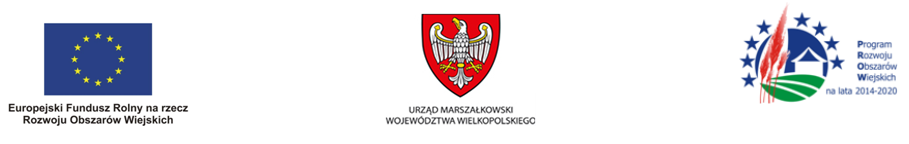 Europejski Fundusz Rolny na rzecz
Rozwoju Obszarów Wiejskich
URZĄD MARSZAŁKOWSKI
WOJEWÓDZTWA WIELKOPOLSKIEGO
Program
Rozwoju
Obszarów
Wiejskich
na lata 2014-2020